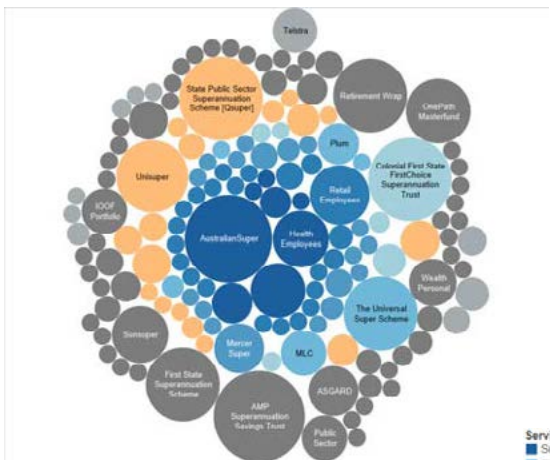 Telstra
State Public Sector
Superannuation
Scheme [Qsuper]
Retirement Wrap
OnePath
Masterfund
Plum
Colonial First State
FirstChoice
Superannuation
Trust
Unisuper
Retail
Employees
IOOF
Portfolio
AustralianSuper
Health
Employees
Wealth
Personal
The Universal
Super Scheme
Sunsuper
Mercer
Super
MLC
First State
Superannuation
Scheme
ASGARD
AMP
Superannuation
Savings Trust
Public
Sector